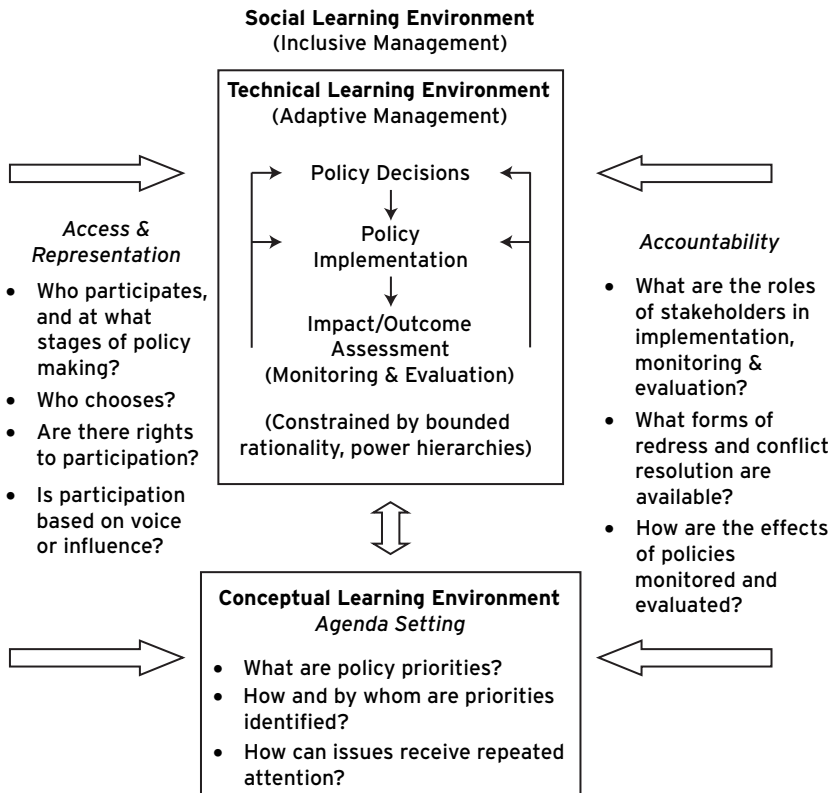 Social Learning Environment
(Inclusive Management)
Technical Learning Environment
(Adaptive Management)
Policy Decisions
Policy
Implementation
Impact/Outcome
Assessment
(Monitoring & Evaluation)
(Constrained by bounded
rationality, power hierarchies)
Access &
Representation
• Who participates,
and at what
stages of policy
making?
• Who chooses?
• Are there rights
to participation?
• Is participation
based on voice
or influence?
Accountability
• What are the roles
of stakeholders in
implementation,
monitoring &
evaluation?
• What forms of
redress and conflict
resolution are
available?
• How are the effects
of policies
monitored and
evaluated?
Conceptual Learning Environment
Agenda Setting
• What are policy priorities?
• How and by whom are priorities
identified?
• How can issues receive repeated
attention?